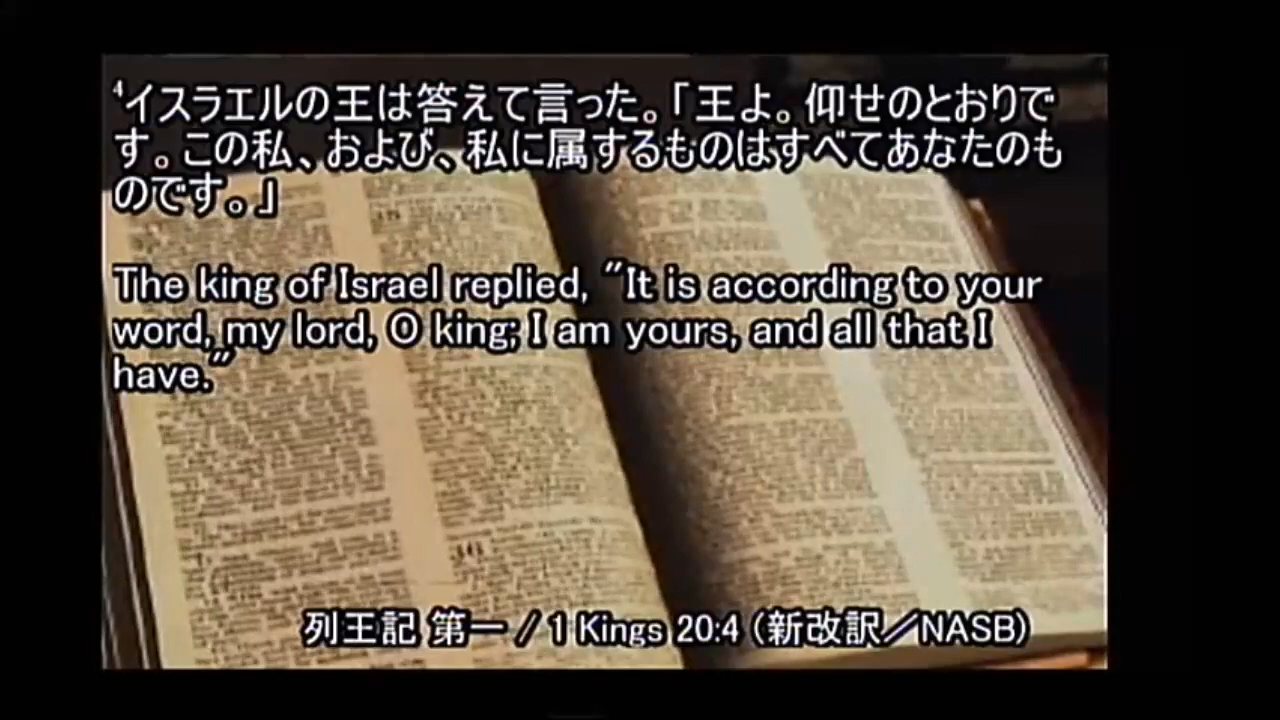 ⁴イスラエルの王は答えて言った。「王よ。仰せのとおりで
す。この私、および、私に属するものはすべてあなたのも
のです。」
The king of Israel replied, "It is according to your
word, my lord, O king; I am yours, and all that I
have."
列王記 第一 / 1 Kings 20:4 (新改訳／NASB)